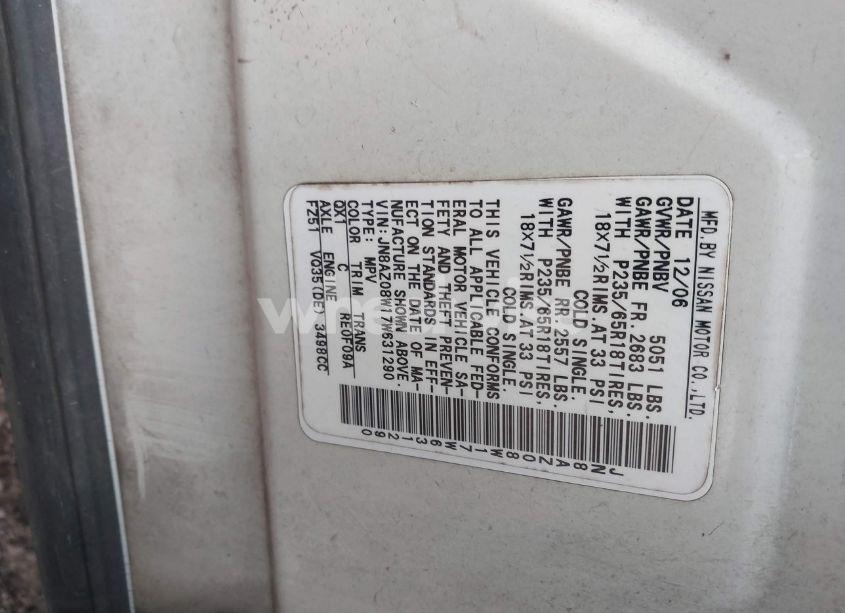 MFD.BY NISSAN MOTOR CO.,LTD.
DATE 12/06
GVWR/PNBV 5051 LBS.
GAWR/PNBE FR.2683 LBS.
WITH P235/65R18TIRES,
18X7½RIMS AT 33 PSI
COLD SINGLE.
GAWR/PNBE RR.2557 LBS.
WITH P235/65R18TIRES,
18X7½RIMS AT 33 PSI
COLD SINGLE.
THIS VEHICLE CONFORMS
TO ALL APPLICABLE FED-
ERAL MOTOR VEHICLE SA-
FETY AND THEFT PREVEN-
TION STANDARDS IN EFF-
ECT ON THE DATE OF MA-
NUFACTURE SHOWN ABOVE.
VIN:JN8AZ08W17W631290
TYPE: MPV
COLOR TRIM TRANS
QX1 C RE0F09A
AXLE ENGINE
FZ51 VQ35(DE) 3498CC
JN8AZ08W17W631290